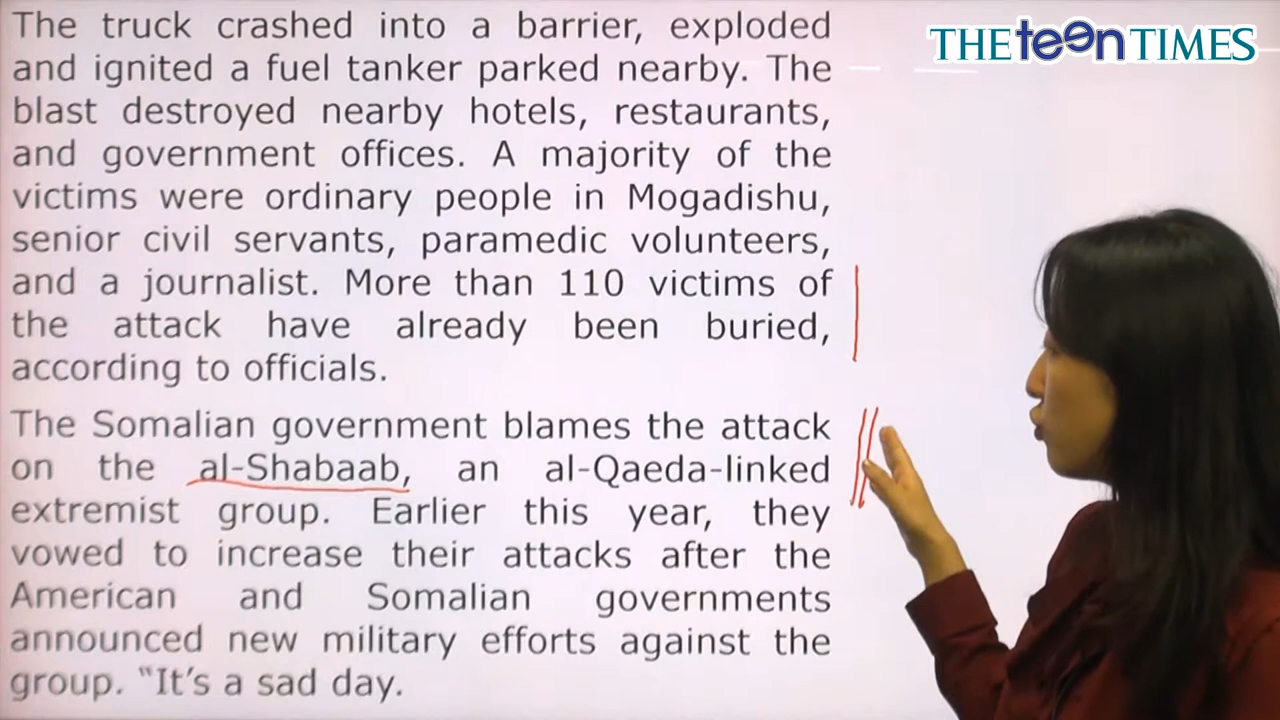 The truck crashed into a barrier, exploded
and ignited a fuel tanker parked nearby. The
blast destroyed nearby hotels, restaurants,
and government offices. A majority of the
victims were ordinary people in Mogadishu,
senior civil servants, paramedic volunteers,
and a journalist. More than 110 victims of
the attack have already been buried,
according to officials.
The Somalian government blames the attack
on the al-Shabaab, an al-Qaeda-linked
extremist group. Earlier this year, they
vowed to increase their attacks after the
American and Somalian governments
announced new military efforts against the
group. “It’s a sad day.
THE teen TIMES